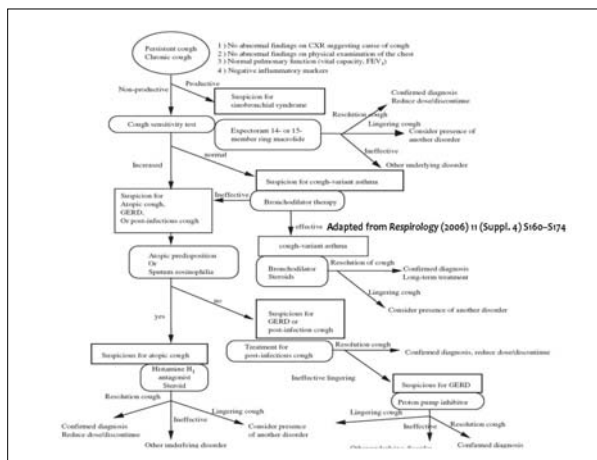 Persistent cough
Chronic cough
1 ) No abnormal findings on CXR suggesting cause of cough
2 ) No abnormal findings on physical examination of the chest
3 ) Normal pulmonary function (vital capacity, FEV₁)
4 ) Negative inflammatory markers
Productive
Non-productive
Suspicion for
sinobronchial syndrome
Cough sensitivity test
Expectorant 14- or 15-
member ring macrolide
Resolution cough
Confirmed diagnosis
Reduce dose/discontinue
Lingering cough
Consider presence of
another disorder
Ineffective
Other underlying disorder
Increased
normal
Suspicion for cough-variant asthma
Ineffective
Bronchodilator therapy
Suspicion for
Atopic cough,
GERD,
Or post-infectious cough
effective
Adapted from Respirology (2006) 11 (Suppl. 4) S160–S174
cough-variant asthma
Bronchodilator
Steroids
Resolution of cough
Confirmed diagnosis
Long-term treatment
Lingering cough
Consider presence of another disorder
Atopic predisposition
Or
Sputum eosinophilia
no
yes
Suspicious for
GERD or
post-infection cough
Treatment for
post-infectious cough
Resolution cough
Confirmed diagnosis, reduce dose/discontinue
Ineffective lingering
Suspicious for GERD
Proton pump inhibitor
Suspicious for atopic cough
Histamine H₁
antagonist
Steroid
Resolution cough
Ineffective
Lingering cough
Confirmed diagnosis
Reduce dose/discontinue
Other underlying disorder
Consider presence
of another disorder
Lingering cough
Ineffective
Resolution cough
Confirmed diagnosis